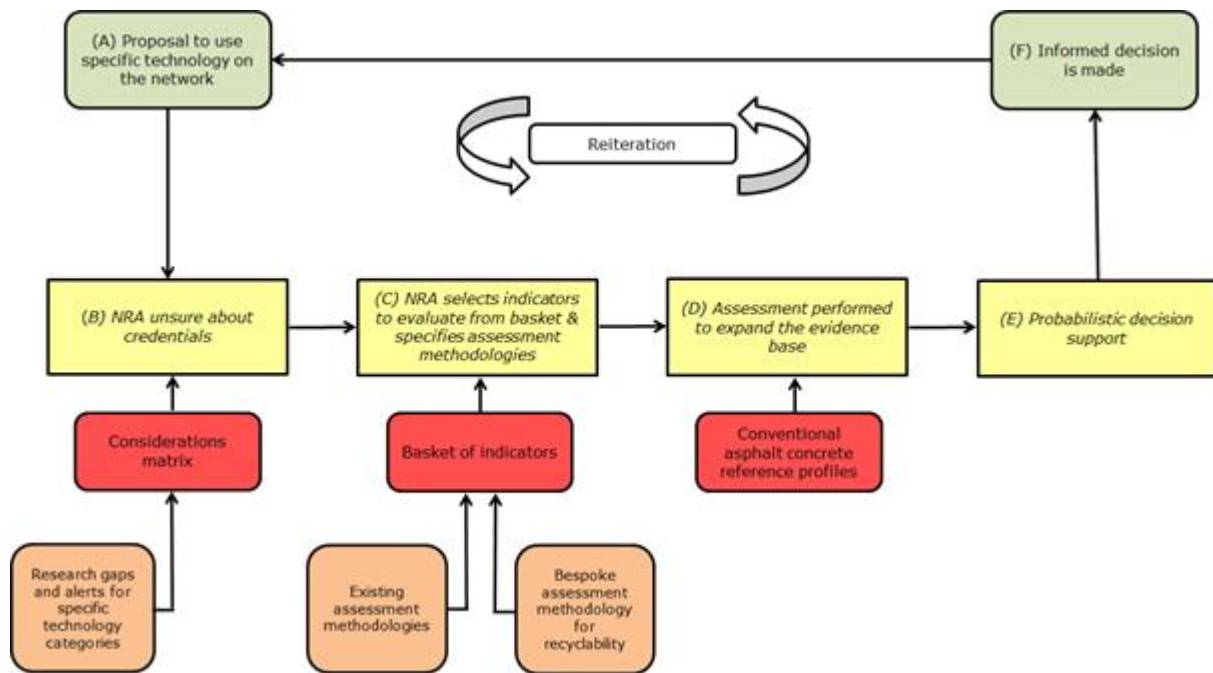 (A) Proposal to use
specific technology on
the network
(F) Informed decision
is made
Reiteration
(B) NRA unsure about
credentials
(C) NRA selects indicators
to evaluate from basket &
specifies assessment
methodologies
(D) Assessment performed
to expand the evidence
base
(E) Probabilistic decision
support
Considerations
matrix
Basket of indicators
Conventional
asphalt concrete
reference profiles
Research gaps
and alerts for
specific
technology
categories
Existing
assessment
methodologies
Bespoke
assessment
methodology
for
recyclability